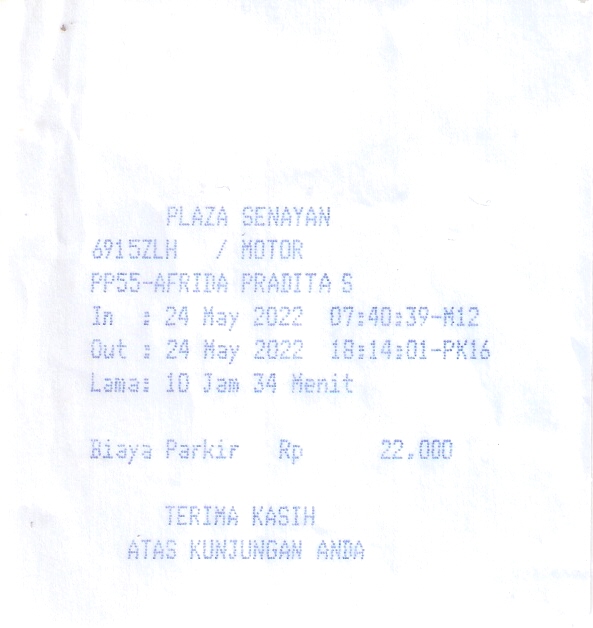 PLAZA SENAYAN
6915ZLH / MOTOR
PP55-AFRIDA PRADITA S
In : 24 May 2022 07:40:39-M12
Out : 24 May 2022 18:14:01-PK16
Lama: 10 Jam 34 Menit
Biaya Parkir Rp 22.000
TERIMA KASIH
ATAS KUNJUNGAN ANDA